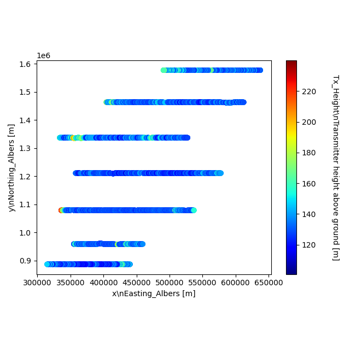 1e6
1.6
1.5
1.4
1.3
1.2
1.1
1.0
0.9
y\nNorthing_Albers [m]
300000 350000 400000 450000 500000 550000 600000 650000
x\nEasting_Albers [m]
220
200
180
160
140
120
Tx_Height\nTransmitter height above ground [m]